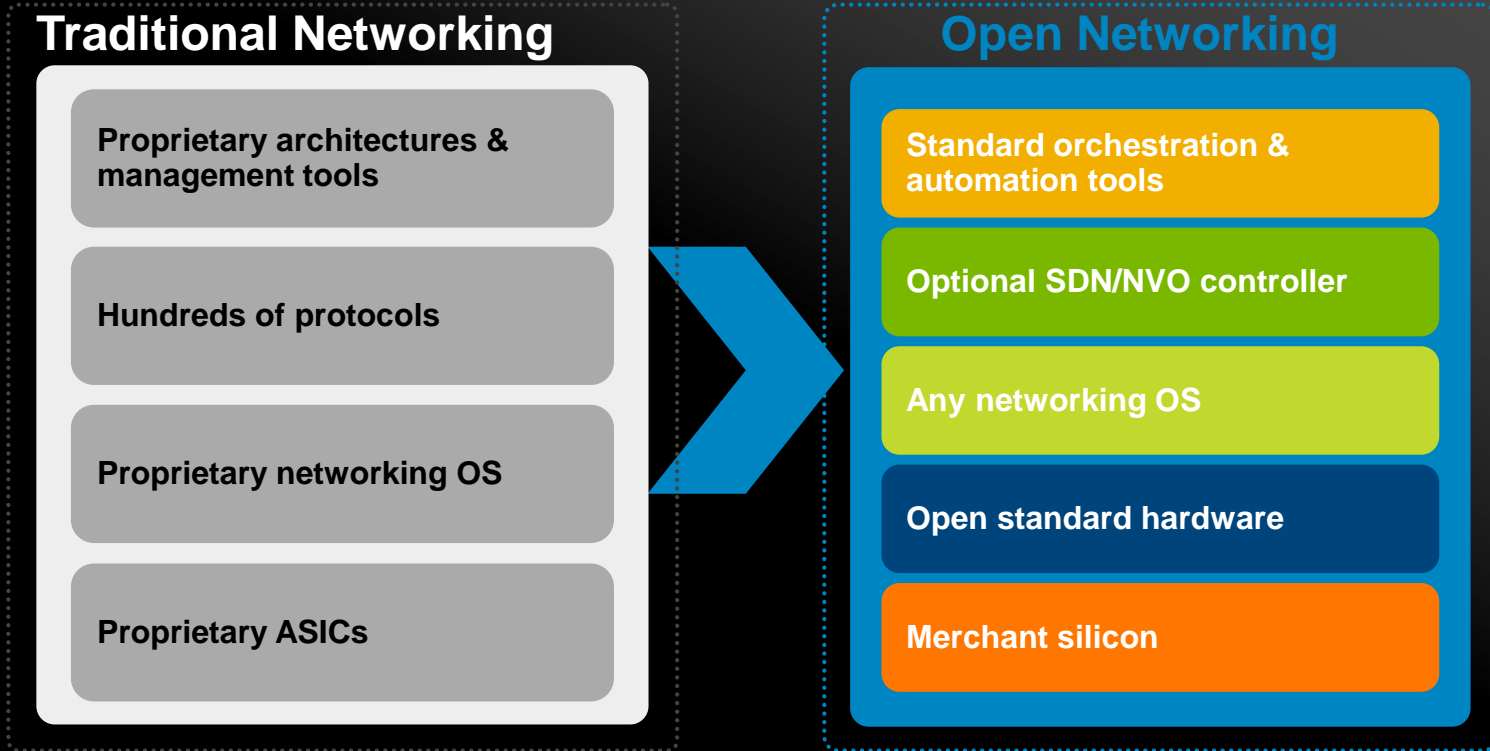 Traditional Networking
Proprietary architectures &
management tools
Hundreds of protocols
Proprietary networking OS
Proprietary ASICs
Open Networking
Standard orchestration &
automation tools
Optional SDN/NVO controller
Any networking OS
Open standard hardware
Merchant silicon